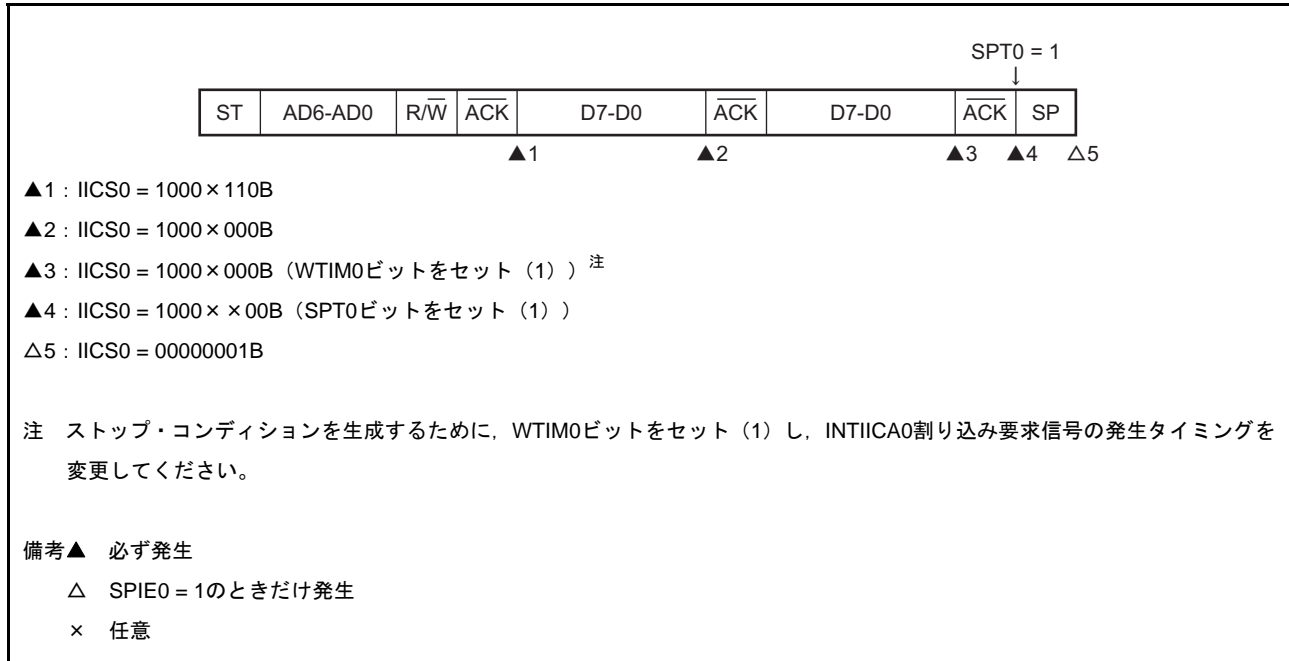 SPT0 = 1
↓
ST AD6-AD0 R/W̅ A̅C̅K̅ D7-D0 A̅C̅K̅ D7-D0 A̅C̅K̅ SP
▲1 ▲2 ▲3 ▲4 △5
▲1 : IICS0 = 1000×110B
▲2 : IICS0 = 1000×000B
▲3 : IICS0 = 1000×000B（WTIM0ビットをセット（1））注
▲4 : IICS0 = 1000××00B（SPT0ビットをセット（1））
△5 : IICS0 = 00000001B
注 ストップ・コンディションを生成するために，WTIM0ビットをセット（1）し，INTIICA0割り込み要求信号の発生タイミングを
変更してください。
備考▲ 必ず発生
△ SPIE0 = 1のときだけ発生
× 任意